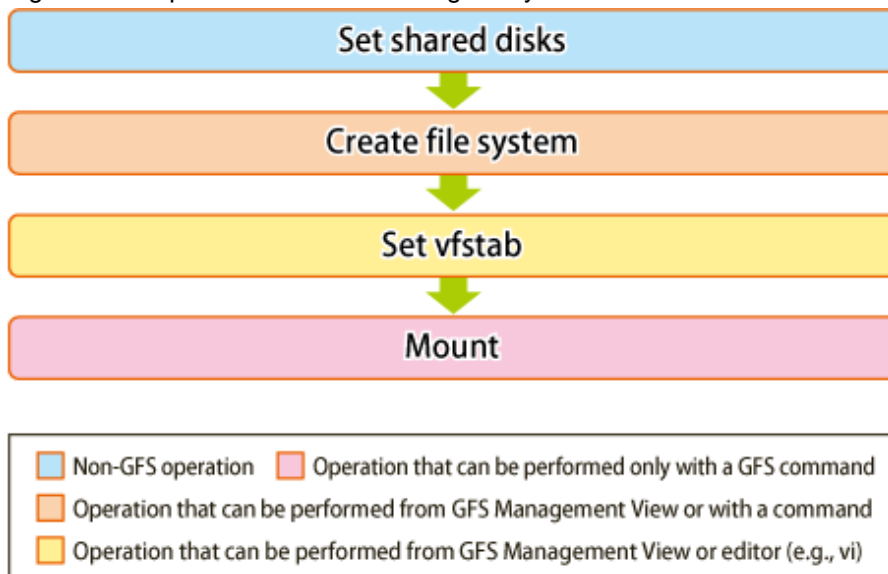 Set shared disks
Create file system
Set vfstab
Mount
Non-GFS operation Operation that can be performed only with a GFS command
Operation that can be performed from GFS Management View or with a command
Operation that can be performed from GFS Management View or editor (e.g., vi)